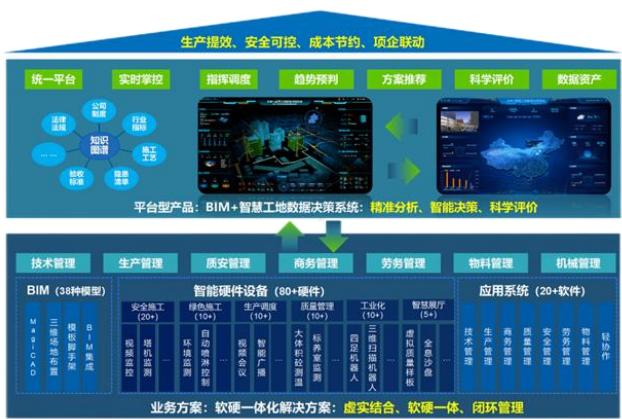 生产提效、安全可控、成本节约、项企联动
统一平台 实时掌控 指挥调度 趋势预判 方案推荐 科学评价 数据资产
公司制度
法律法规
行业指标
知识图谱
……
施工工艺
验收标准
隐患清单
平台型产品：BIM+智慧工地数据决策系统：精准分析、智能决策、科学评价
技术管理 生产管理 质安管理 商务管理 劳务管理 物料管理 机械管理
BIM（38种模型）
MagiCAD
三维场地布置
模板脚手架
BIM集成
智能硬件设备（80+硬件）
安全施工（20+）
视频监控
塔机监测
…
绿色施工（10+）
环境监测
自动喷淋控制
…
生产调度（10+）
视频会议
智能广播
…
质量管理（10+）
大体积砼测温
标养室监测
…
工业化（10+）
四足机器人
三维扫描机器人
…
智慧展厅（5+）
虚拟质量样板
全息沙盘
…
应用系统（20+软件）
技术管理
生产管理
商务管理
质量管理
安全管理
劳务管理
物料管理
轻协作
业务方案：软硬一体化解决方案：虚实结合、软硬一体、闭环管理